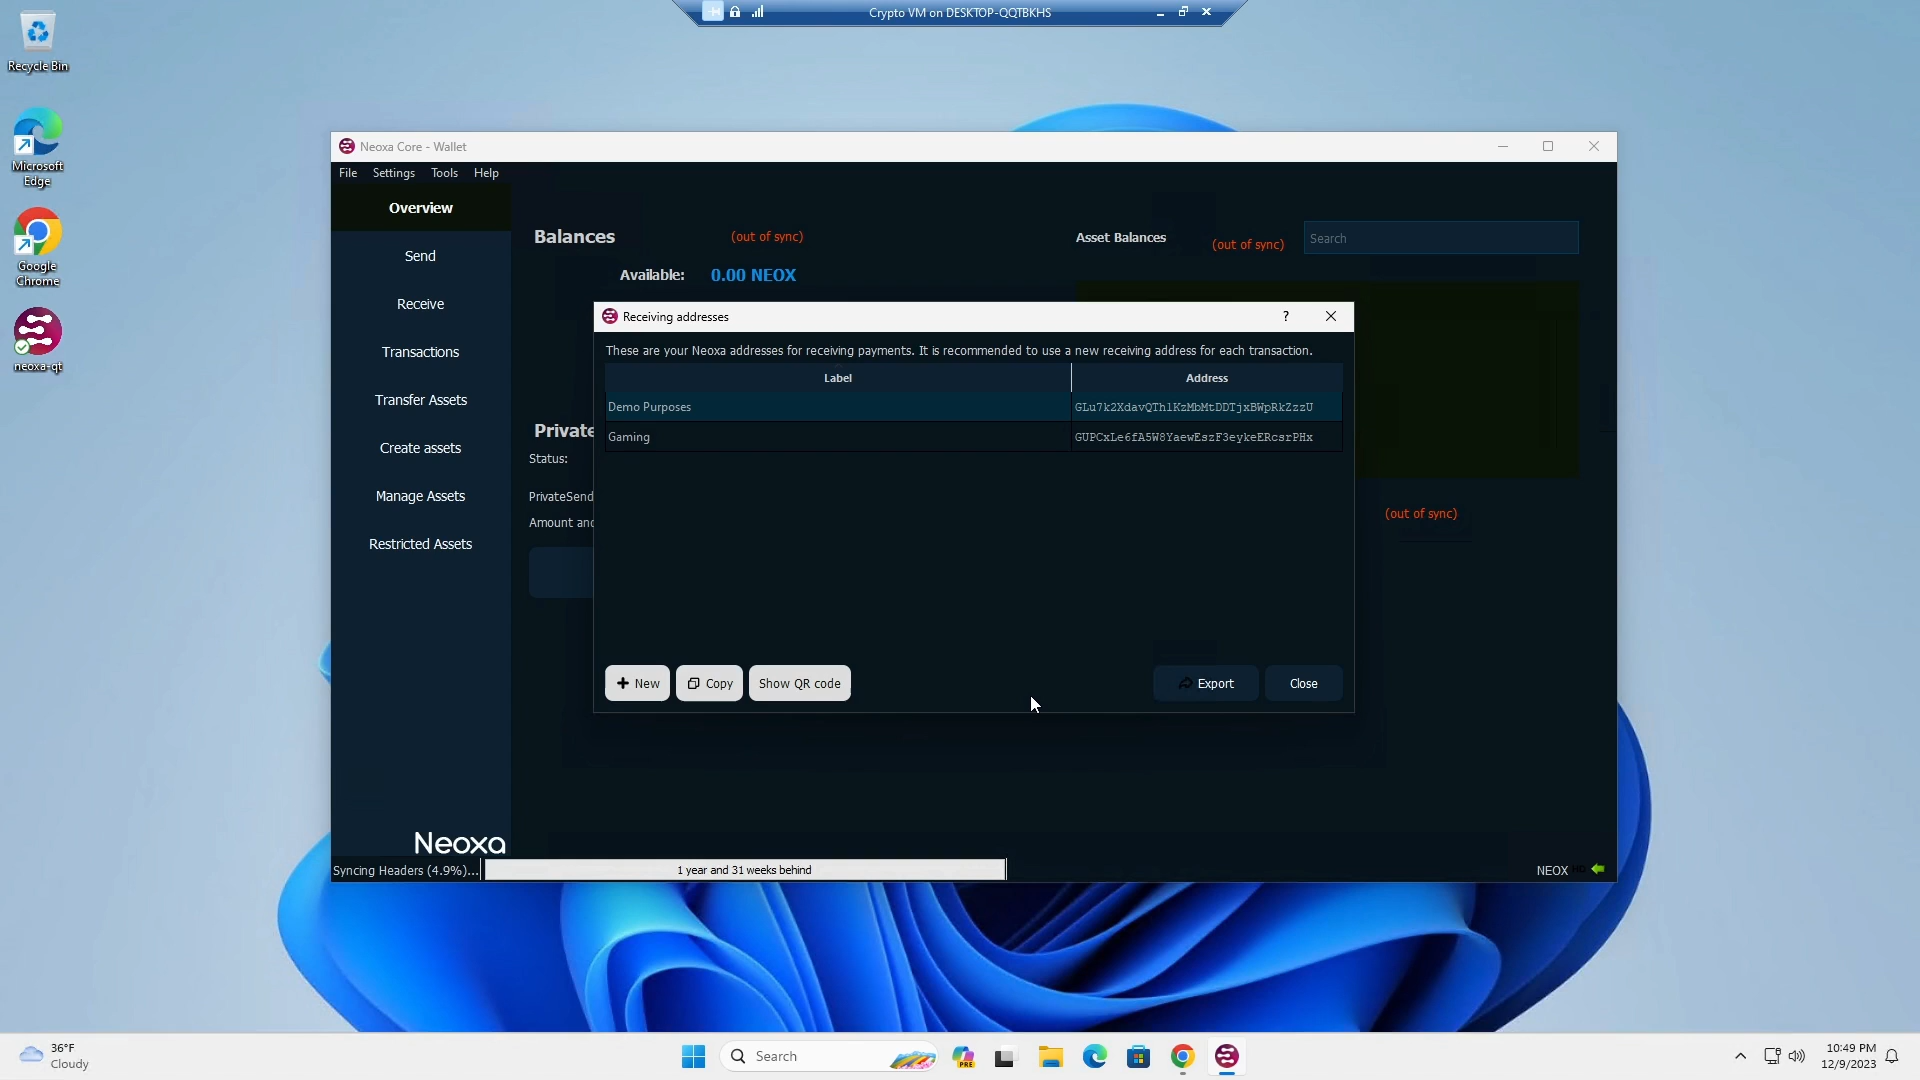 Crypto VM on DESKTOP-QQTBKHS
Recycle Bin
Microsoft
Edge
Google
Chrome
neoxa-qt
Neoxa Core - Wallet
File Settings Tools Help
Overview
Send
Receive
Transactions
Transfer Assets
Create assets
Manage Assets
Restricted Assets
Neoxa
Balances (out of sync)
Available: 0.00 NEOX
Asset Balances (out of sync) Search
Private
Status:
PrivateSend
Amount and
(out of sync)
Receiving addresses ?
These are your Neoxa addresses for receiving payments. It is recommended to use a new receiving address for each transaction.
Label Address
Demo Purposes GLu7k2XdavQTh1KzMbMtDDTjxBWpRkZzzU
Gaming GUPCxLe6fA5W8YaewEszF3eykeERcsrPHx
New Copy Show QR code Export Close
Syncing Headers (4.9%)... 1 year and 31 weeks behind NEOX HD
36°F
Cloudy
Search
PRE
10:49 PM
12/9/2023